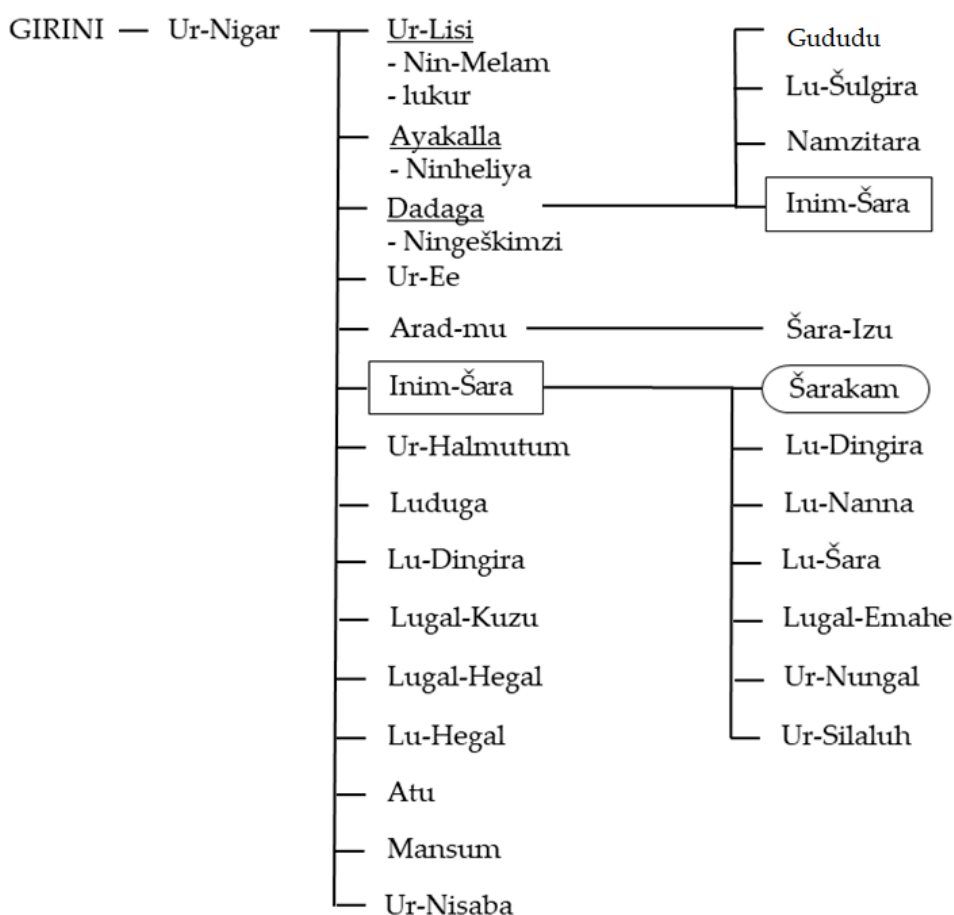 GIRINI — Ur-Nigar
Ur-Lisi
- Nin-Melam
- lukur
Ayakalla
- Ninheliya
Dadaga
- Ningeškimzi
Ur-Ee
Arad-mu
Inim-Šara
Ur-Halmutum
Luduga
Lu-Dingira
Lugal-Kuzu
Lugal-Hegal
Lu-Hegal
Atu
Mansum
Ur-Nisaba
Gududu
Lu-Šulgira
Namzitara
Inim-Šara
Šara-Izu
Šarakam
Lu-Dingira
Lu-Nanna
Lu-Šara
Lugal-Emahe
Ur-Nungal
Ur-Silaluh